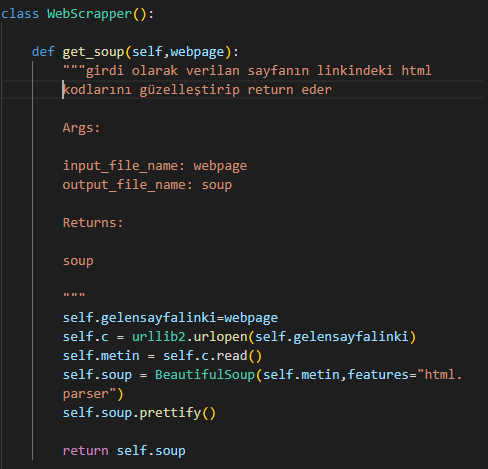 class WebScrapper():
def get_soup(self,webpage):
"""girdi olarak verilan sayfanın linkindeki html
kodlarını güzelleştirip return eder
Args:
input_file_name: webpage
output_file_name: soup
Returns:
soup
"""
self.gelensayfalinki=webpage
self.c = urllib2.urlopen(self.gelensayfalinki)
self.metin = self.c.read()
self.soup = BeautifulSoup(self.metin,features="html.
parser")
self.soup.prettify()
return self.soup